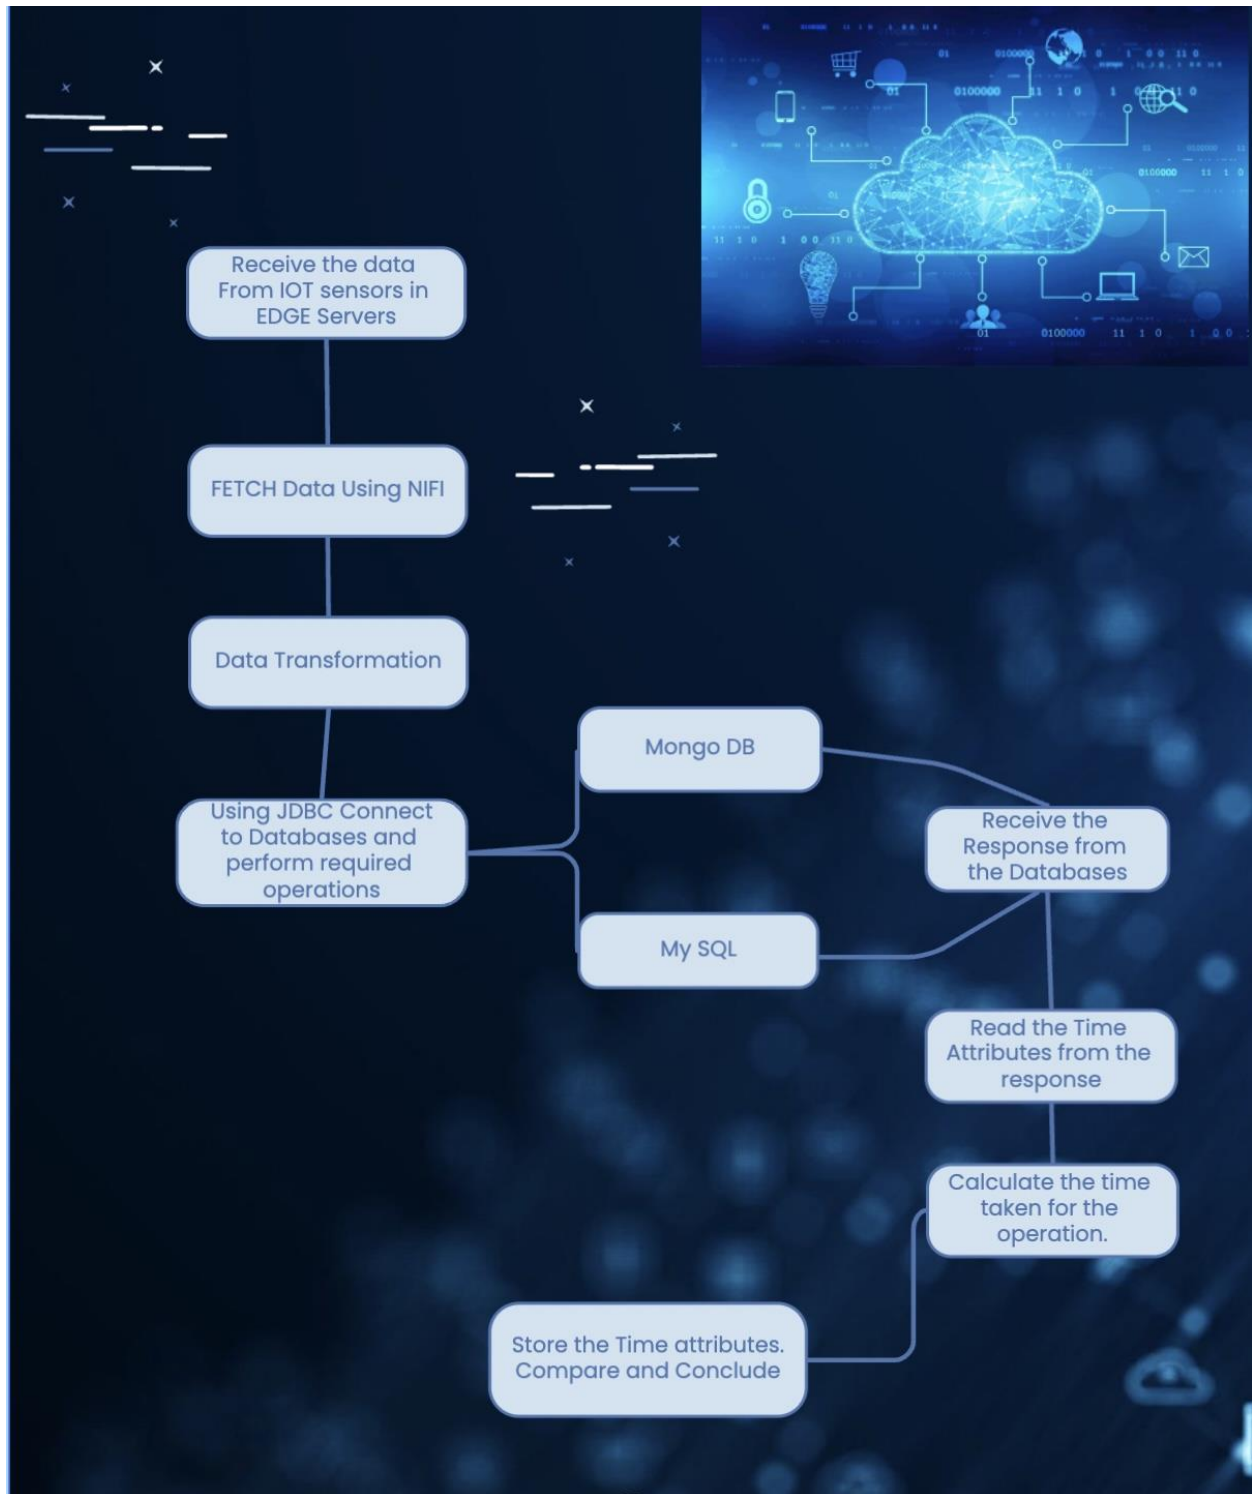 Receive the data
From IOT sensors in
EDGE Servers
FETCH Data Using NIFI
Data Transformation
Using JDBC Connect
to Databases and
perform required
operations
Mongo DB
My SQL
Receive the
Response from
the Databases
Read the Time
Attributes from the
response
Calculate the time
taken for the
operation.
Store the Time attributes.
Compare and Conclude